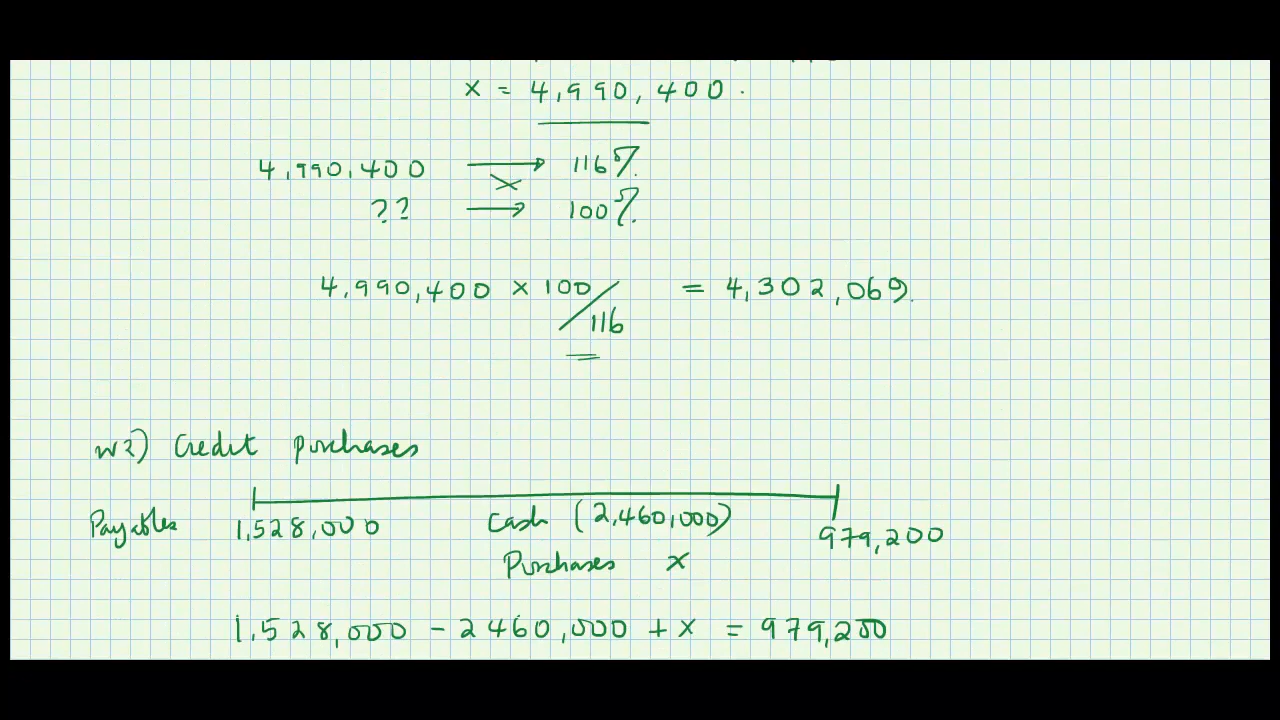 x = 4,990,400.
4,990,400 → 116%
?? → 100%
4,990,400 × 100/116 = 4,302,069.
W2) Credit purchases
Payables 1,528,000 Cash (2,460,000) 979,200
Purchases x
1,528,000 - 2460,000 + x = 979,200